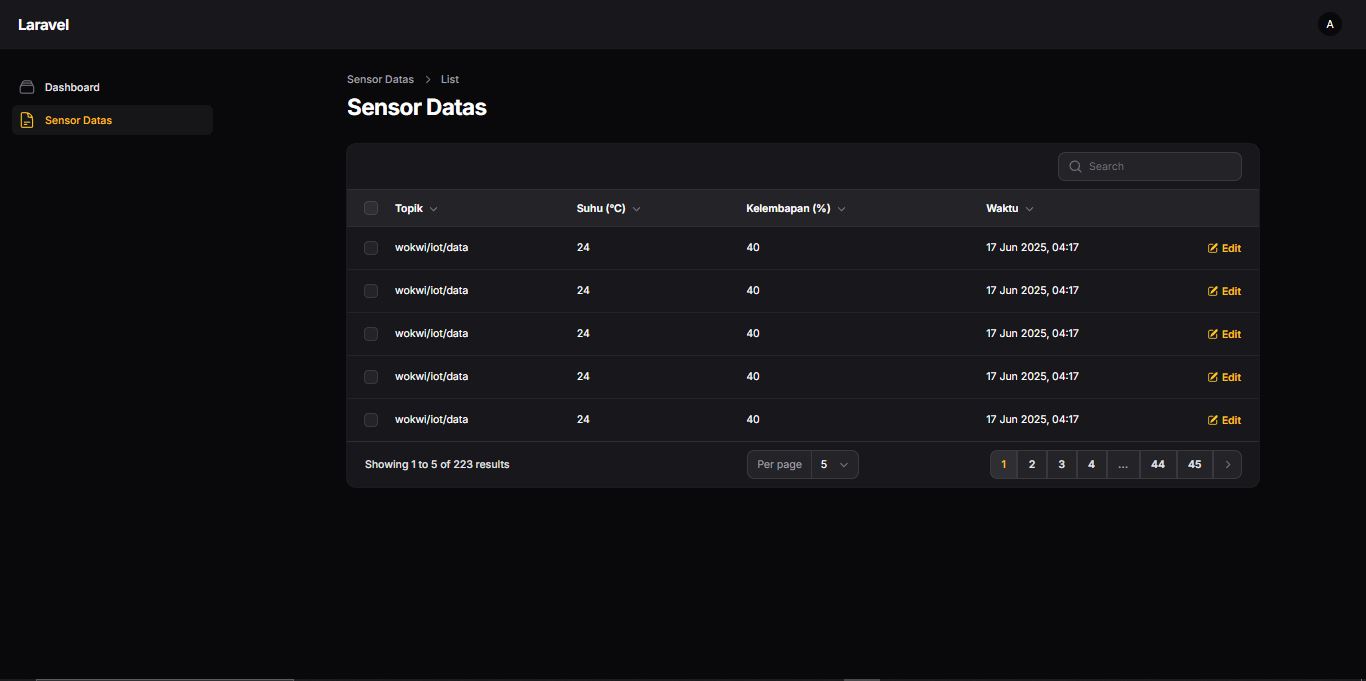 Laravel
A
Dashboard
Sensor Datas
Sensor Datas > List
Sensor Datas
Search
Topik Suhu (°C) Kelembapan (%) Waktu
wokwi/iot/data 24 40 17 Jun 2025, 04:17 Edit
wokwi/iot/data 24 40 17 Jun 2025, 04:17 Edit
wokwi/iot/data 24 40 17 Jun 2025, 04:17 Edit
wokwi/iot/data 24 40 17 Jun 2025, 04:17 Edit
wokwi/iot/data 24 40 17 Jun 2025, 04:17 Edit
Showing 1 to 5 of 223 results Per page 5 1 2 3 4 ... 44 45 >